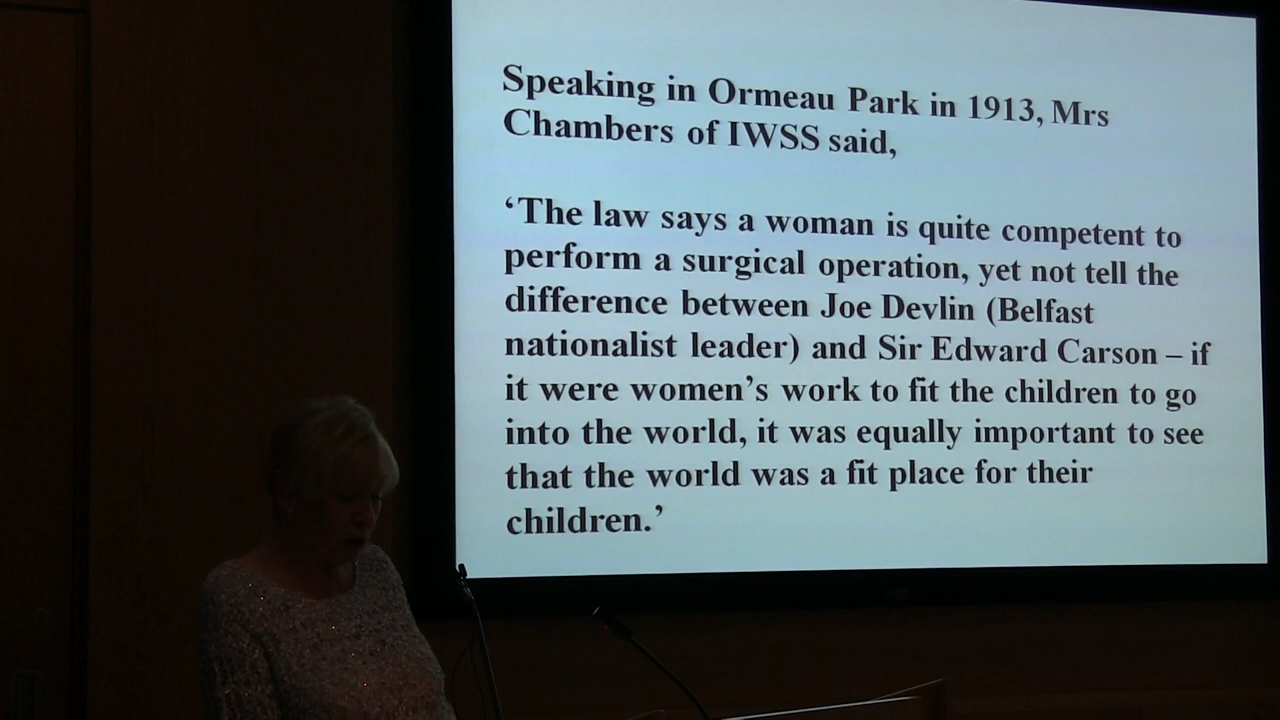 Speaking in Ormeau Park in 1913, Mrs
Chambers of IWSS said,
‘The law says a woman is quite competent to
perform a surgical operation, yet not tell the
difference between Joe Devlin (Belfast
nationalist leader) and Sir Edward Carson – if
it were women’s work to fit the children to go
into the world, it was equally important to see
that the world was a fit place for their
children.’